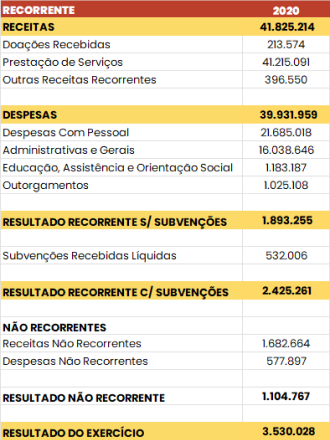 RECORRENTE 2020
RECEITAS 41.825.214
Doações Recebidas 213.574
Prestação de Serviços 41.215.091
Outras Receitas Recorrentes 396.550
DESPESAS 39.931.959
Despesas Com Pessoal 21.685.018
Administrativas e Gerais 16.038.646
Educação, Assistência e Orientação Social 1.183.187
Outorgamentos 1.025.108
RESULTADO RECORRENTE S/ SUBVENÇÕES 1.893.255
Subvenções Recebidas Líquidas 532.006
RESULTADO RECORRENTE C/ SUBVENÇÕES 2.425.261
NÃO RECORRENTES
Receitas Não Recorrentes 1.682.664
Despesas Não Recorrentes 577.897
RESULTADO NÃO RECORRENTE 1.104.767
RESULTADO DO EXERCÍCIO 3.530.028